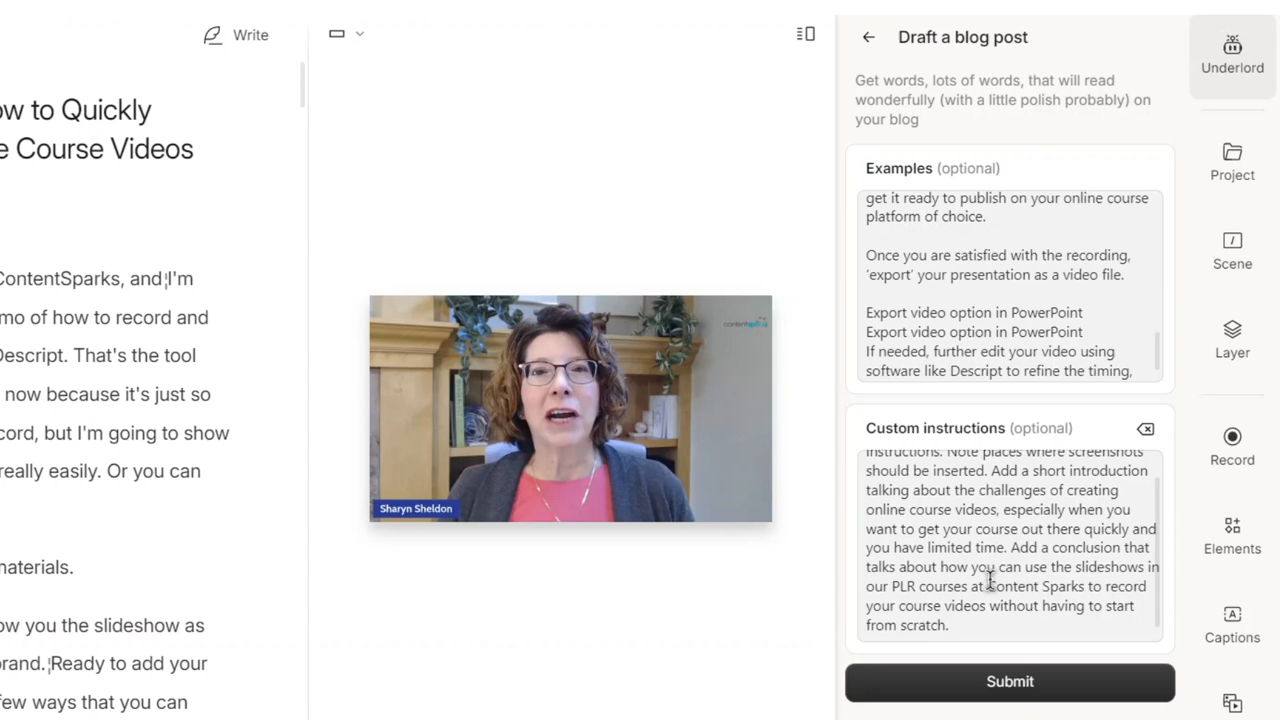 Write
ow to Quickly
e Course Videos
ContentSparks, and I'm
mo of how to record and
Descript. That's the tool
now because it's just so
cord, but I'm going to show
really easily. Or you can
materials.
ow you the slideshow as
brand. Ready to add your
few ways that you can
contentsparks
Sharyn Sheldon
Draft a blog post
Get words, lots of words, that will read
wonderfully (with a little polish probably) on
your blog
Examples (optional)
get it ready to publish on your online course
platform of choice.
Once you are satisfied with the recording,
'export' your presentation as a video file.
Export video option in PowerPoint
Export video option in PowerPoint
If needed, further edit your video using
software like Descript to refine the timing,
Custom instructions (optional)
instructions. Note places where screenshots
should be inserted. Add a short introduction
talking about the challenges of creating
online course videos, especially when you
want to get your course out there quickly and
you have limited time. Add a conclusion that
talks about how you can use the slideshows in
our PLR courses at Content Sparks to record
your course videos without having to start
from scratch.
Submit
Underlord
Project
Scene
Layer
Record
Elements
A
Captions